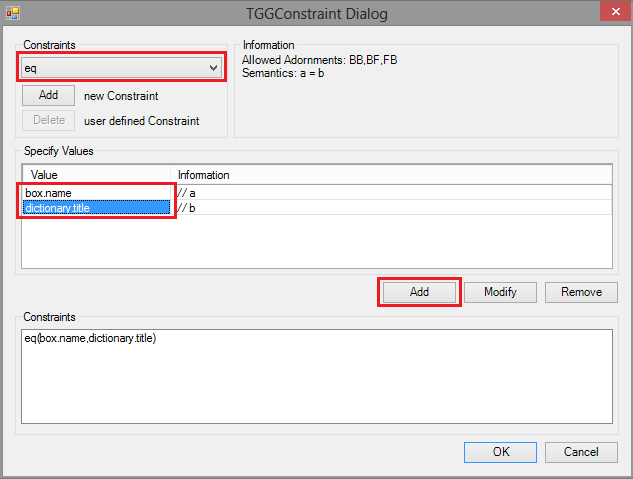 TGGConstraint Dialog
Constraints
eq
Add new Constraint
Delete user defined Constraint
Information
Allowed Adornments: BB,BF,FB
Semantics: a = b
Specify Values
Value Information
box.name // a
dictionary.title // b
Add Modify Remove
Constraints
eq(box.name,dictionary.title)
OK Cancel